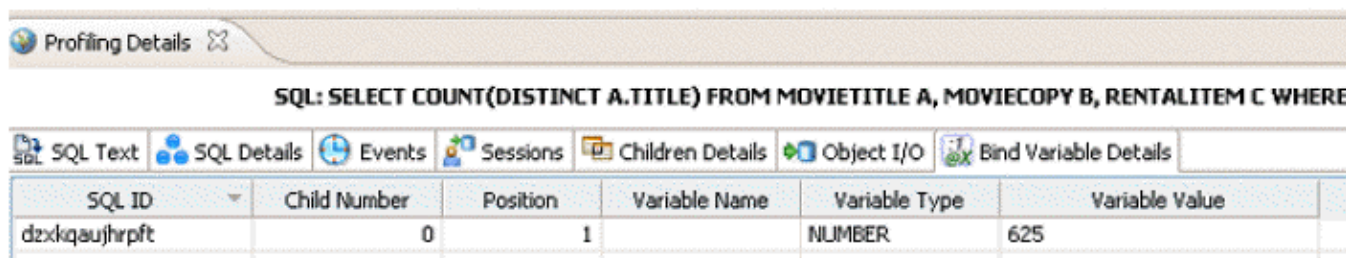 Profiling Details
SQL: SELECT COUNT(DISTINCT A.TITLE) FROM MOVIETITLE A, MOVIECOPY B, RENTALITEM C WHERE
SQL Text SQL Details Events Sessions Children Details Object I/O Bind Variable Details
SQL ID Child Number Position Variable Name Variable Type Variable Value
dzxkqaujhrpft 0 1 NUMBER 625